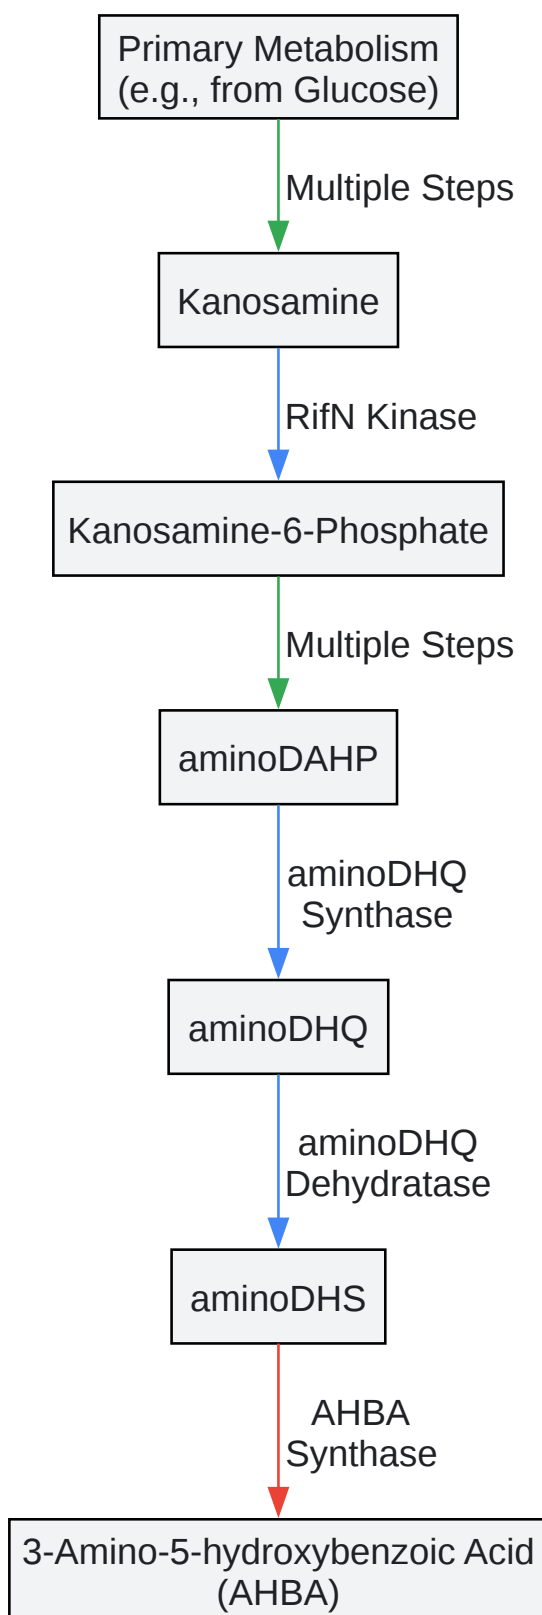 Primary Metabolism
(e.g., from Glucose)
Multiple Steps
Kanosamine
RifN Kinase
Kanosamine-6-Phosphate
Multiple Steps
aminoDAHP
aminoDHQ
Synthase
aminoDHQ
aminoDHQ
Dehydratase
aminoDHS
AHBA
Synthase
3-Amino-5-hydroxybenzoic Acid
(AHBA)